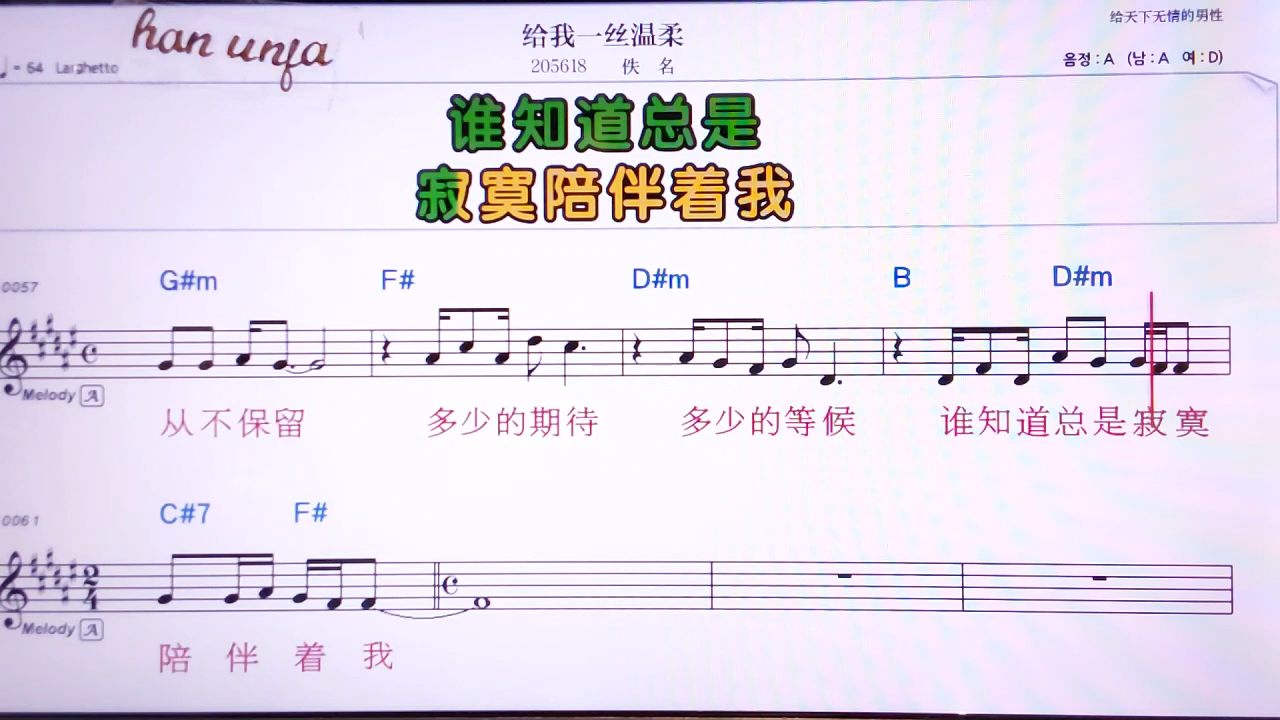 给天下无情的男性
han unfa
给我一丝温柔
♩ = 64 Larghetto
205618 佚 名
음정 : A (남 : A 여 : D)
谁知道总是
寂寞陪伴着我
0057
G#m F# D#m B D#m
Melody A
从不保留 多少的期待 多少的等候 谁知道总是寂寞
0061
C#7 F#
2/4
Melody A
陪 伴 着 我